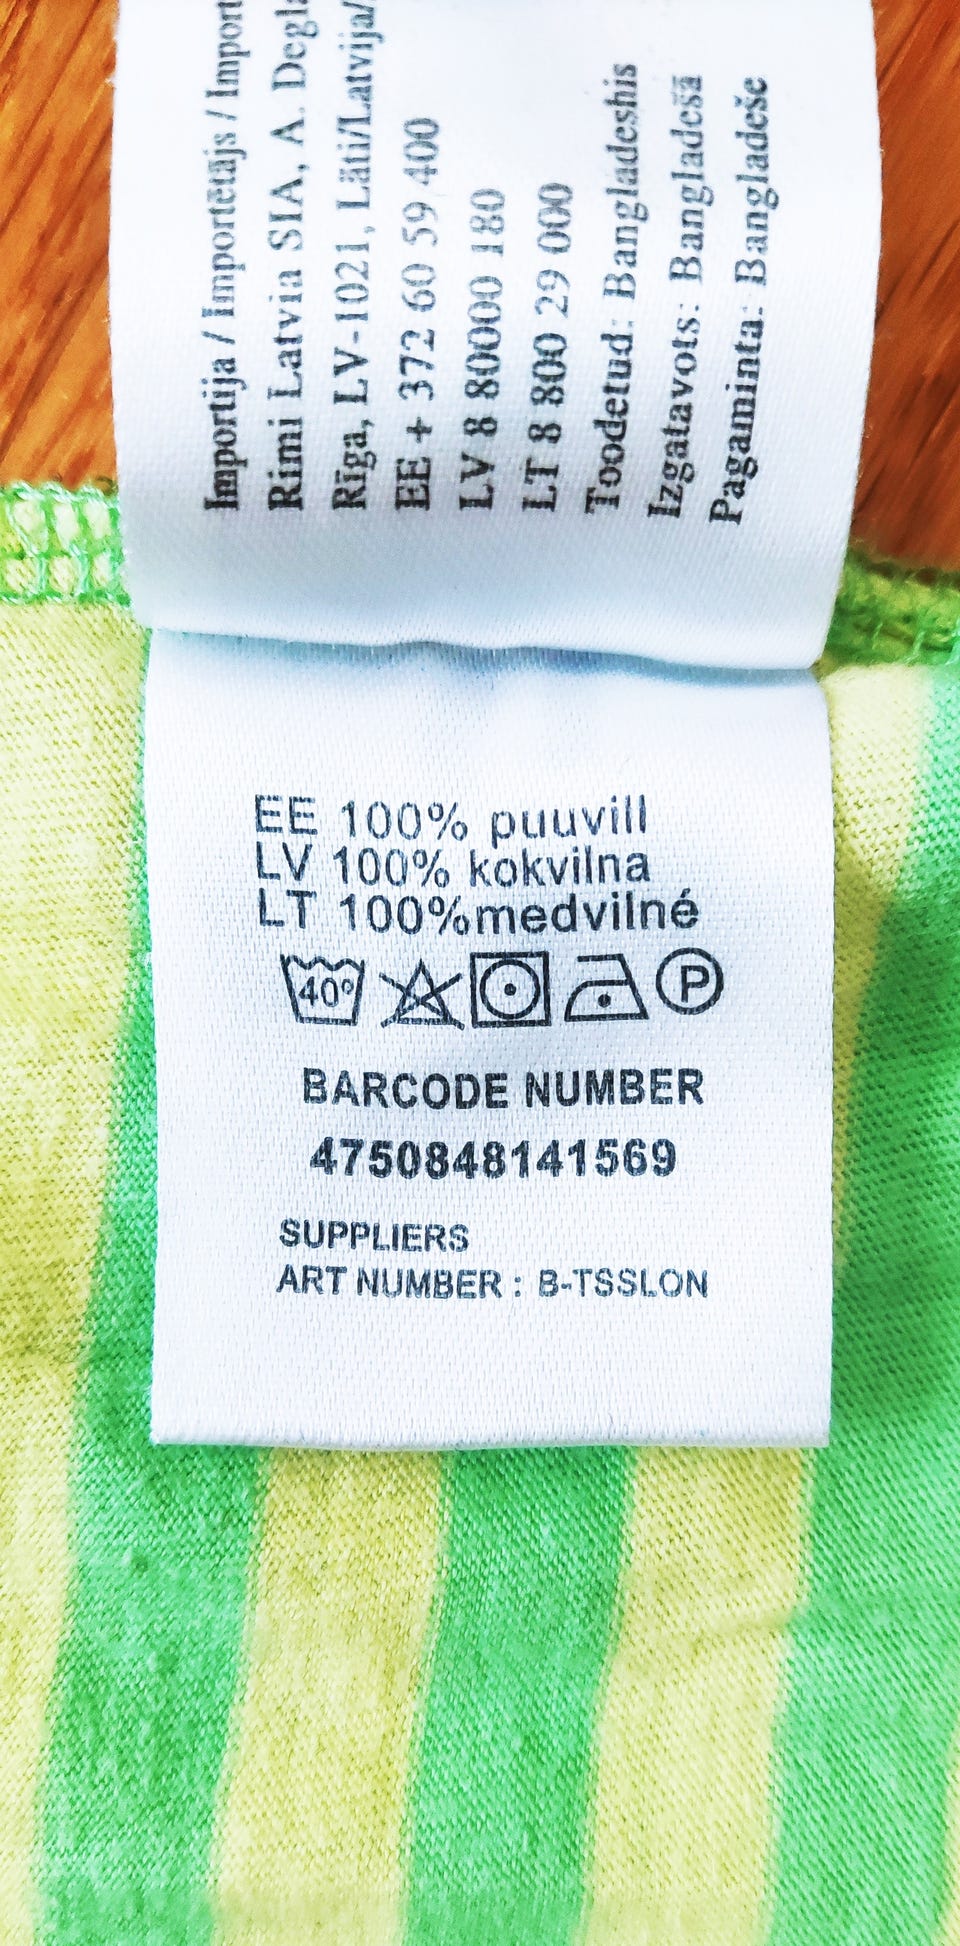 Importija / Importētājs / Import
Rimi Latvia SIA, A. Degla
Rīga, LV-1021, Läti/Latvija/
EE + 372 60 59 400
LV 8 80000 180
LT 8 800 29 000
Toodetud: Bangladeshis
Izgatavots: Bangladešā
Pagaminta: Bangladeše
EE 100% puuvill
LV 100% kokvilna
LT 100%medvilné
40°
P
BARCODE NUMBER
4750848141569
SUPPLIERS
ART NUMBER : B-TSSLON